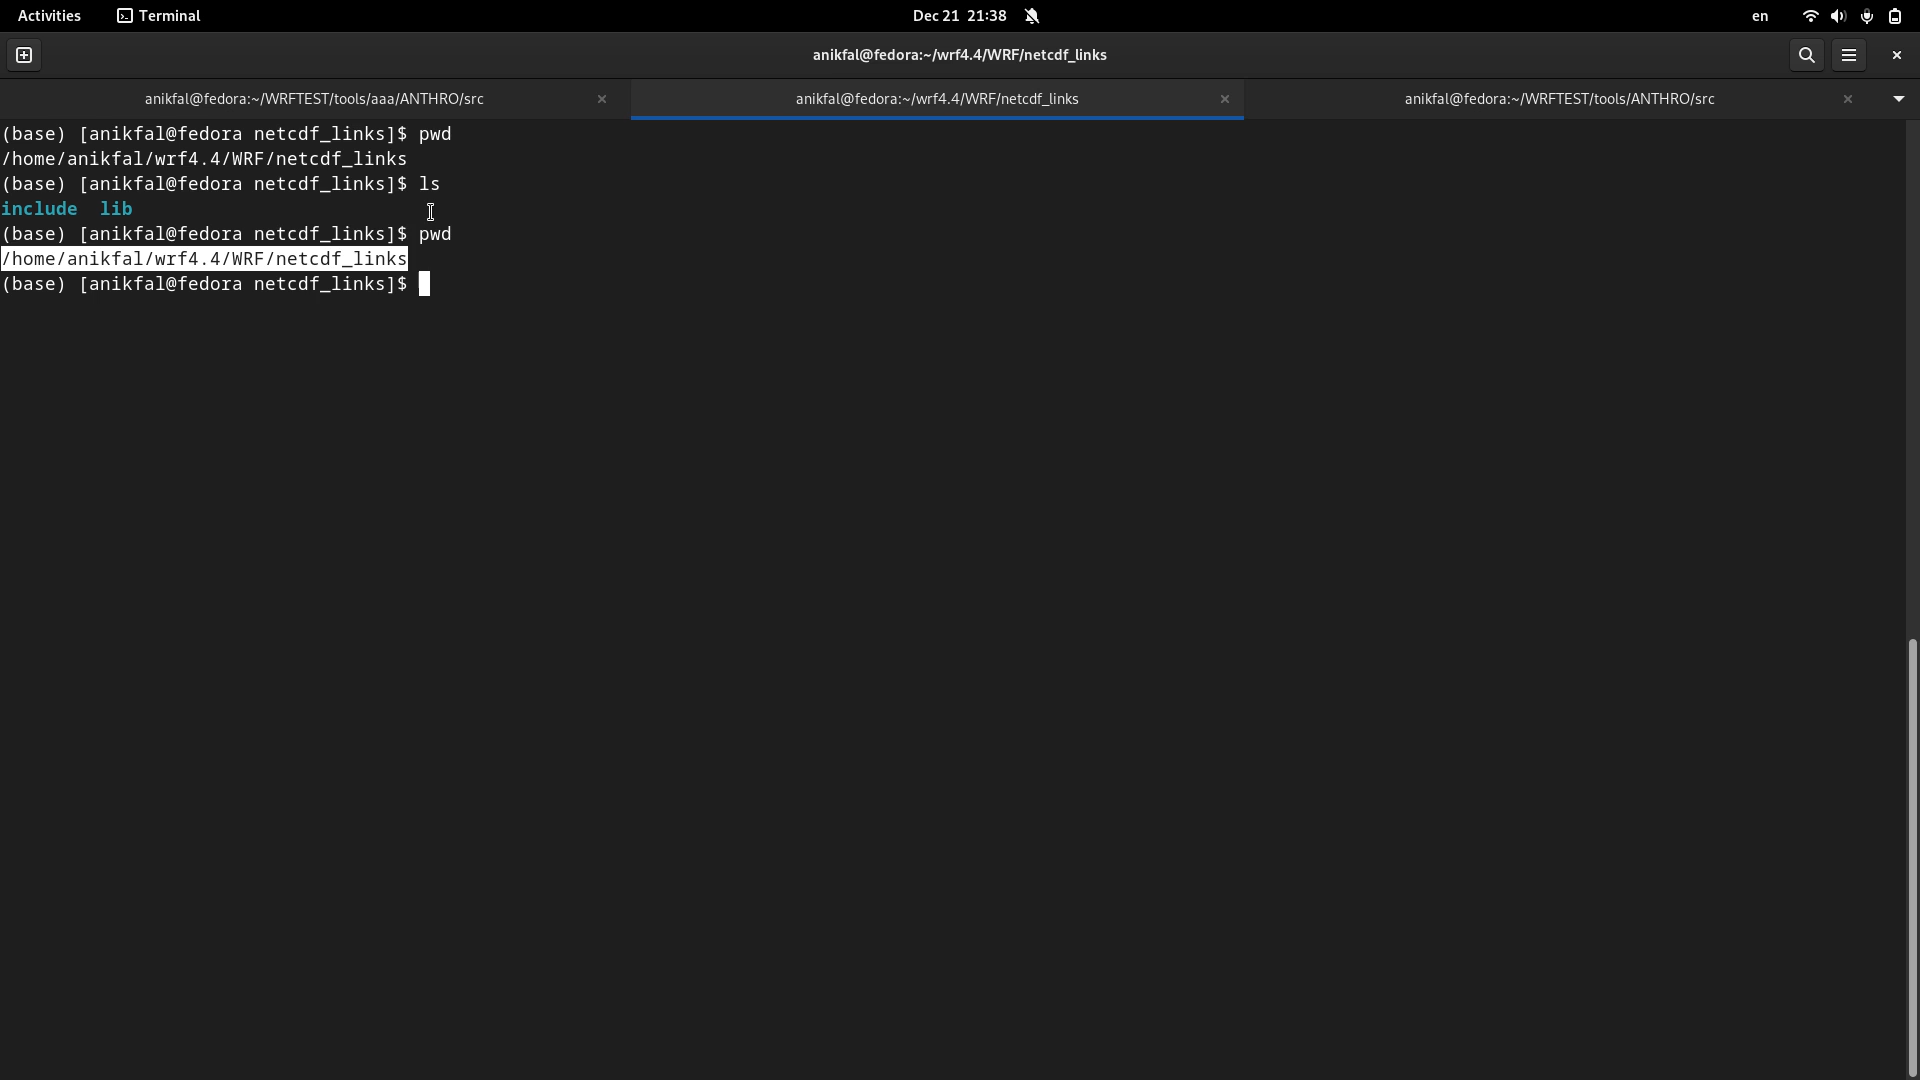 Activities Terminal Dec 21 21:38 en
anikfal@fedora:~/wrf4.4/WRF/netcdf_links
anikfal@fedora:~/WRFTEST/tools/aaa/ANTHRO/src anikfal@fedora:~/wrf4.4/WRF/netcdf_links anikfal@fedora:~/WRFTEST/tools/ANTHRO/src
(base) [anikfal@fedora netcdf_links]$ pwd
/home/anikfal/wrf4.4/WRF/netcdf_links
(base) [anikfal@fedora netcdf_links]$ ls
include  lib
(base) [anikfal@fedora netcdf_links]$ pwd
/home/anikfal/wrf4.4/WRF/netcdf_links
(base) [anikfal@fedora netcdf_links]$